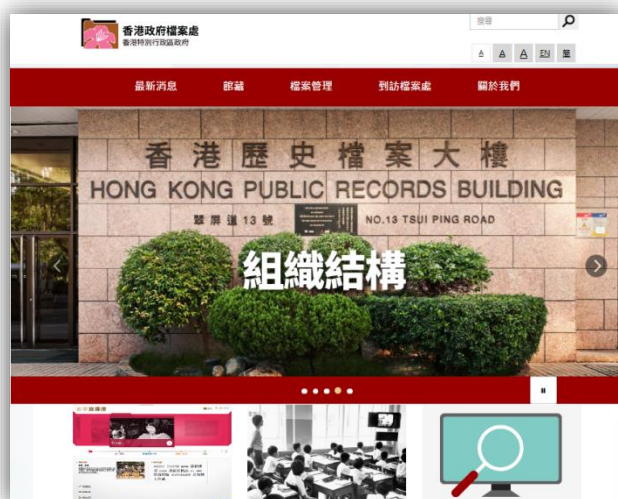 香港政府檔案處
香港特別行政區政府
搜尋
A A A EN 簡
最新消息 館藏 檔案管理 到訪檔案處 關於我們
香港歷史檔案大樓
HONG KONG PUBLIC RECORDS BUILDING
翠屏道13號 NO.13 TSUI PING ROAD
組織結構